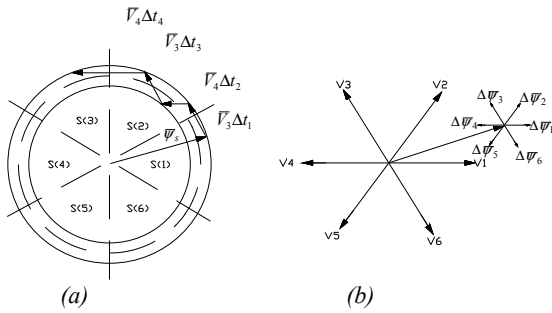 V̅₄Δt₄
V̅₃Δt₃
V̅₄Δt₂
V̅₃Δt₁
S(3)
S(2)
ψ̅ₛ
S(4)
S(1)
S(5)
S(6)
(a)
V3
V2
Δψ̅₃
Δψ̅₂
Δψ̅₄
Δψ̅₁
V4
V1
Δψ̅₅
Δψ̅₆
V5
V6
(b)